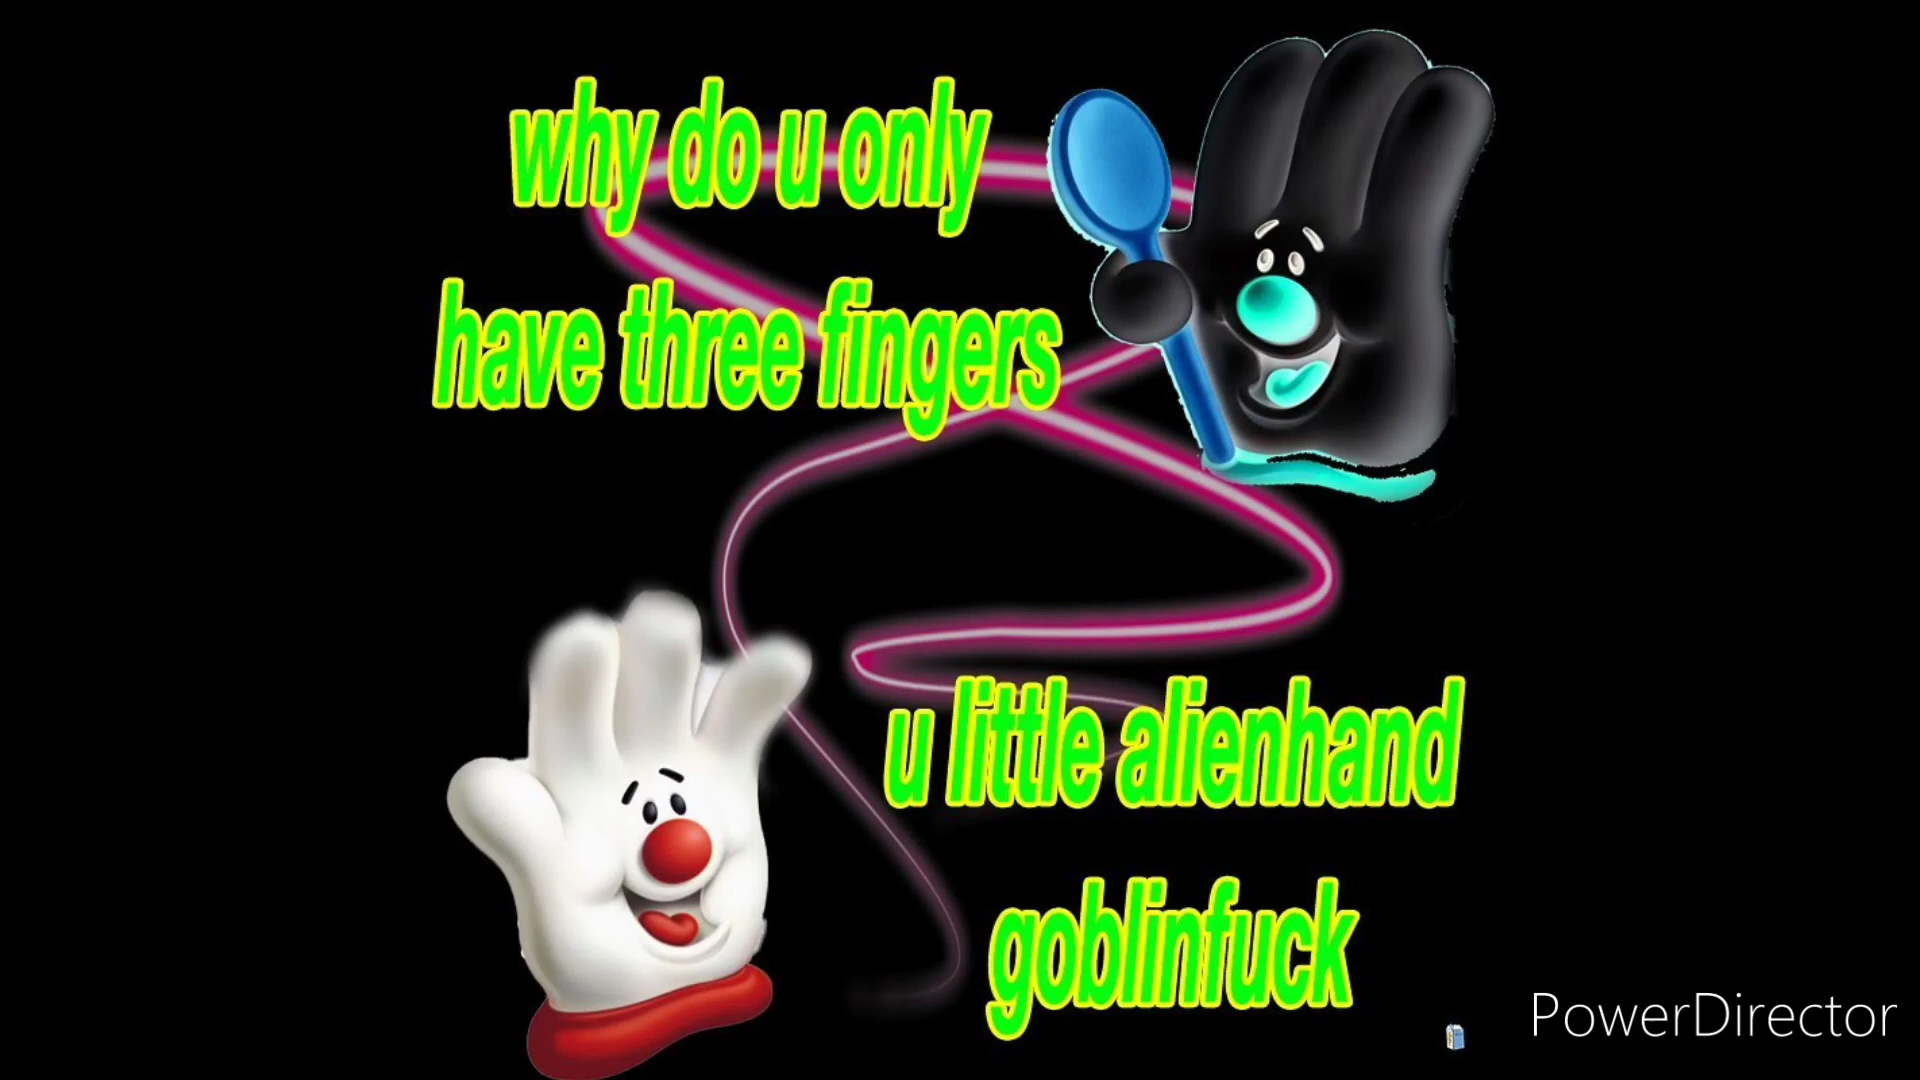 why do u only
have three fingers
u little alienhand
goblinfuck
PowerDirector